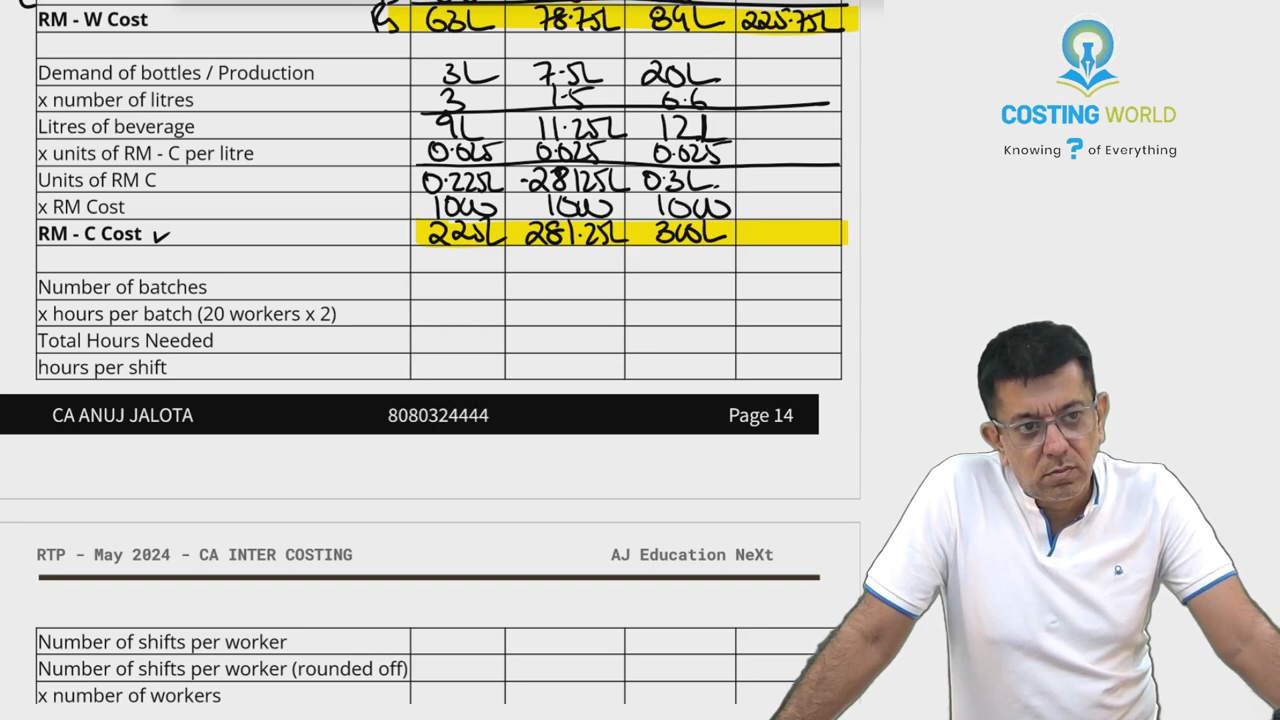 RM - W Cost Rs 63L 78.75L 84L 225.75L
Demand of bottles / Production 3L 7.5L 20L
x number of litres 3 1.5 0.6
Litres of beverage 9L 11.25L 12L
x units of RM - C per litre 0.025 0.025 0.025
Units of RM C 0.225L .28125L 0.3L
x RM Cost 1000 1000 1000
RM - C Cost ✓ 225L 281.25L 300L
Number of batches
x hours per batch (20 workers x 2)
Total Hours Needed
hours per shift
CA ANUJ JALOTA 8080324444 Page 14
RTP - May 2024 - CA INTER COSTING AJ Education NeXt
Number of shifts per worker
Number of shifts per worker (rounded off)
x number of workers
COSTING WORLD
Knowing ? of Everything